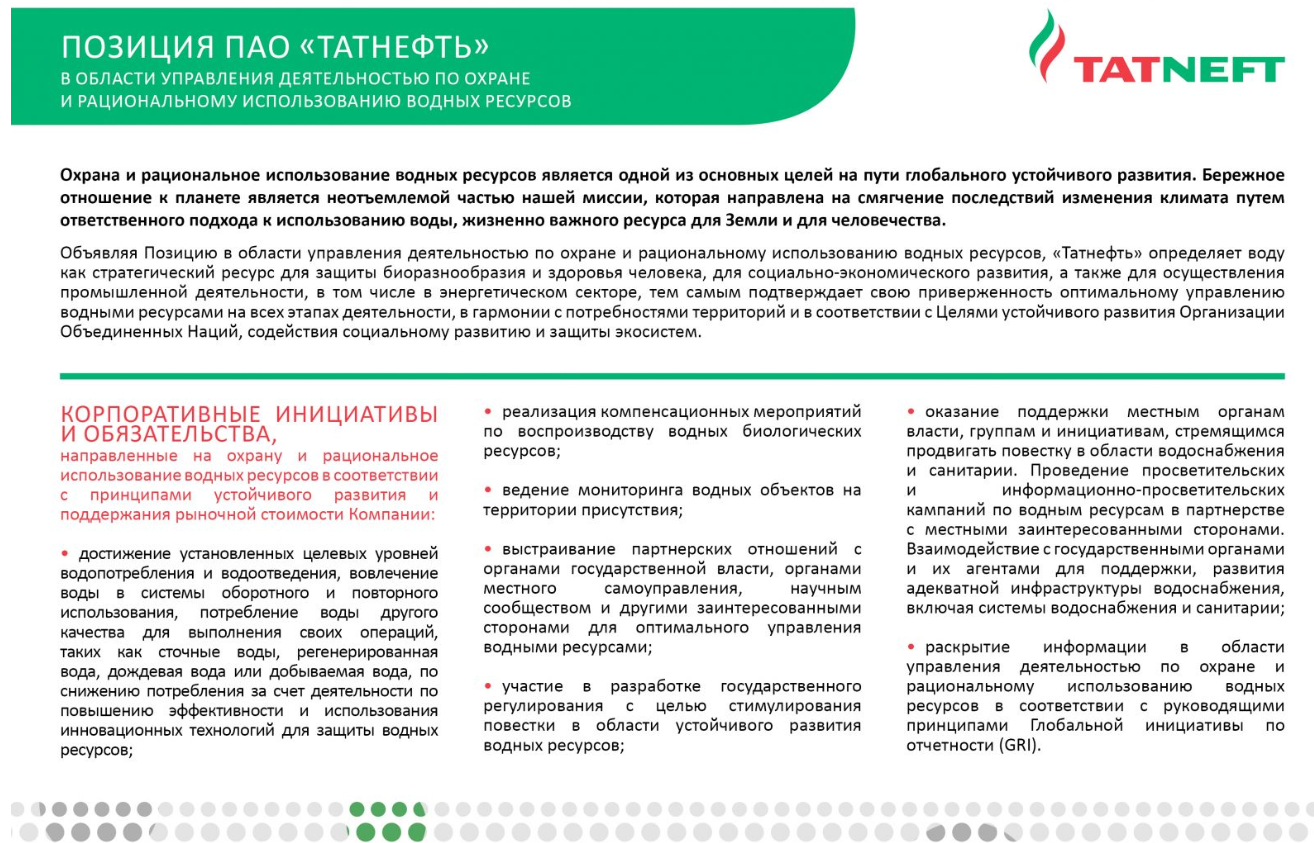 ПОЗИЦИЯ ПАО «ТАТНЕФТЬ»
В ОБЛАСТИ УПРАВЛЕНИЯ ДЕЯТЕЛЬНОСТЬЮ ПО ОХРАНЕ
И РАЦИОНАЛЬНОМУ ИСПОЛЬЗОВАНИЮ ВОДНЫХ РЕСУРСОВ
TATNEFT
Охрана и рациональное использование водных ресурсов является одной из основных целей на пути глобального устойчивого развития. Бережное
отношение к планете является неотъемлемой частью нашей миссии, которая направлена на смягчение последствий изменения климата путем
ответственного подхода к использованию воды, жизненно важного ресурса для Земли и для человечества.
Объявляя Позицию в области управления деятельностью по охране и рациональному использованию водных ресурсов, «Татнефть» определяет воду
как стратегический ресурс для защиты биоразнообразия и здоровья человека, для социально-экономического развития, а также для осуществления
промышленной деятельности, в том числе в энергетическом секторе, тем самым подтверждает свою приверженность оптимальному управлению
водными ресурсами на всех этапах деятельности, в гармонии с потребностями территорий и в соответствии с Целями устойчивого развития Организации
Объединенных Наций, содействия социальному развитию и защиты экосистем.
КОРПОРАТИВНЫЕ ИНИЦИАТИВЫ
И ОБЯЗАТЕЛЬСТВА,
направленные на охрану и рациональное
использование водных ресурсов в соответствии
с принципами устойчивого развития и
поддержания рыночной стоимости Компании:
• достижение установленных целевых уровней
водопотребления и водоотведения, вовлечение
воды в системы оборотного и повторного
использования, потребление воды другого
качества для выполнения своих операций,
таких как сточные воды, регенерированная
вода, дождевая вода или добываемая вода, по
снижению потребления за счет деятельности по
повышению эффективности и использования
инновационных технологий для защиты водных
ресурсов;
• реализация компенсационных мероприятий
по воспроизводству водных биологических
ресурсов;
• ведение мониторинга водных объектов на
территории присутствия;
• выстраивание партнерских отношений с
органами государственной власти, органами
местного самоуправления, научным
сообществом и другими заинтересованными
сторонами для оптимального управления
водными ресурсами;
• участие в разработке государственного
регулирования с целью стимулирования
повестки в области устойчивого развития
водных ресурсов;
• оказание поддержки местным органам
власти, группам и инициативам, стремящимся
продвигать повестку в области водоснабжения
и санитарии. Проведение просветительских
и информационно-просветительских
кампаний по водным ресурсам в партнерстве
с местными заинтересованными сторонами.
Взаимодействие с государственными органами
и их агентами для поддержки, развития
адекватной инфраструктуры водоснабжения,
включая системы водоснабжения и санитарии;
• раскрытие информации в области
управления деятельностью по охране и
рациональному использованию водных
ресурсов в соответствии с руководящими
принципами Глобальной инициативы по
отчетности (GRI).